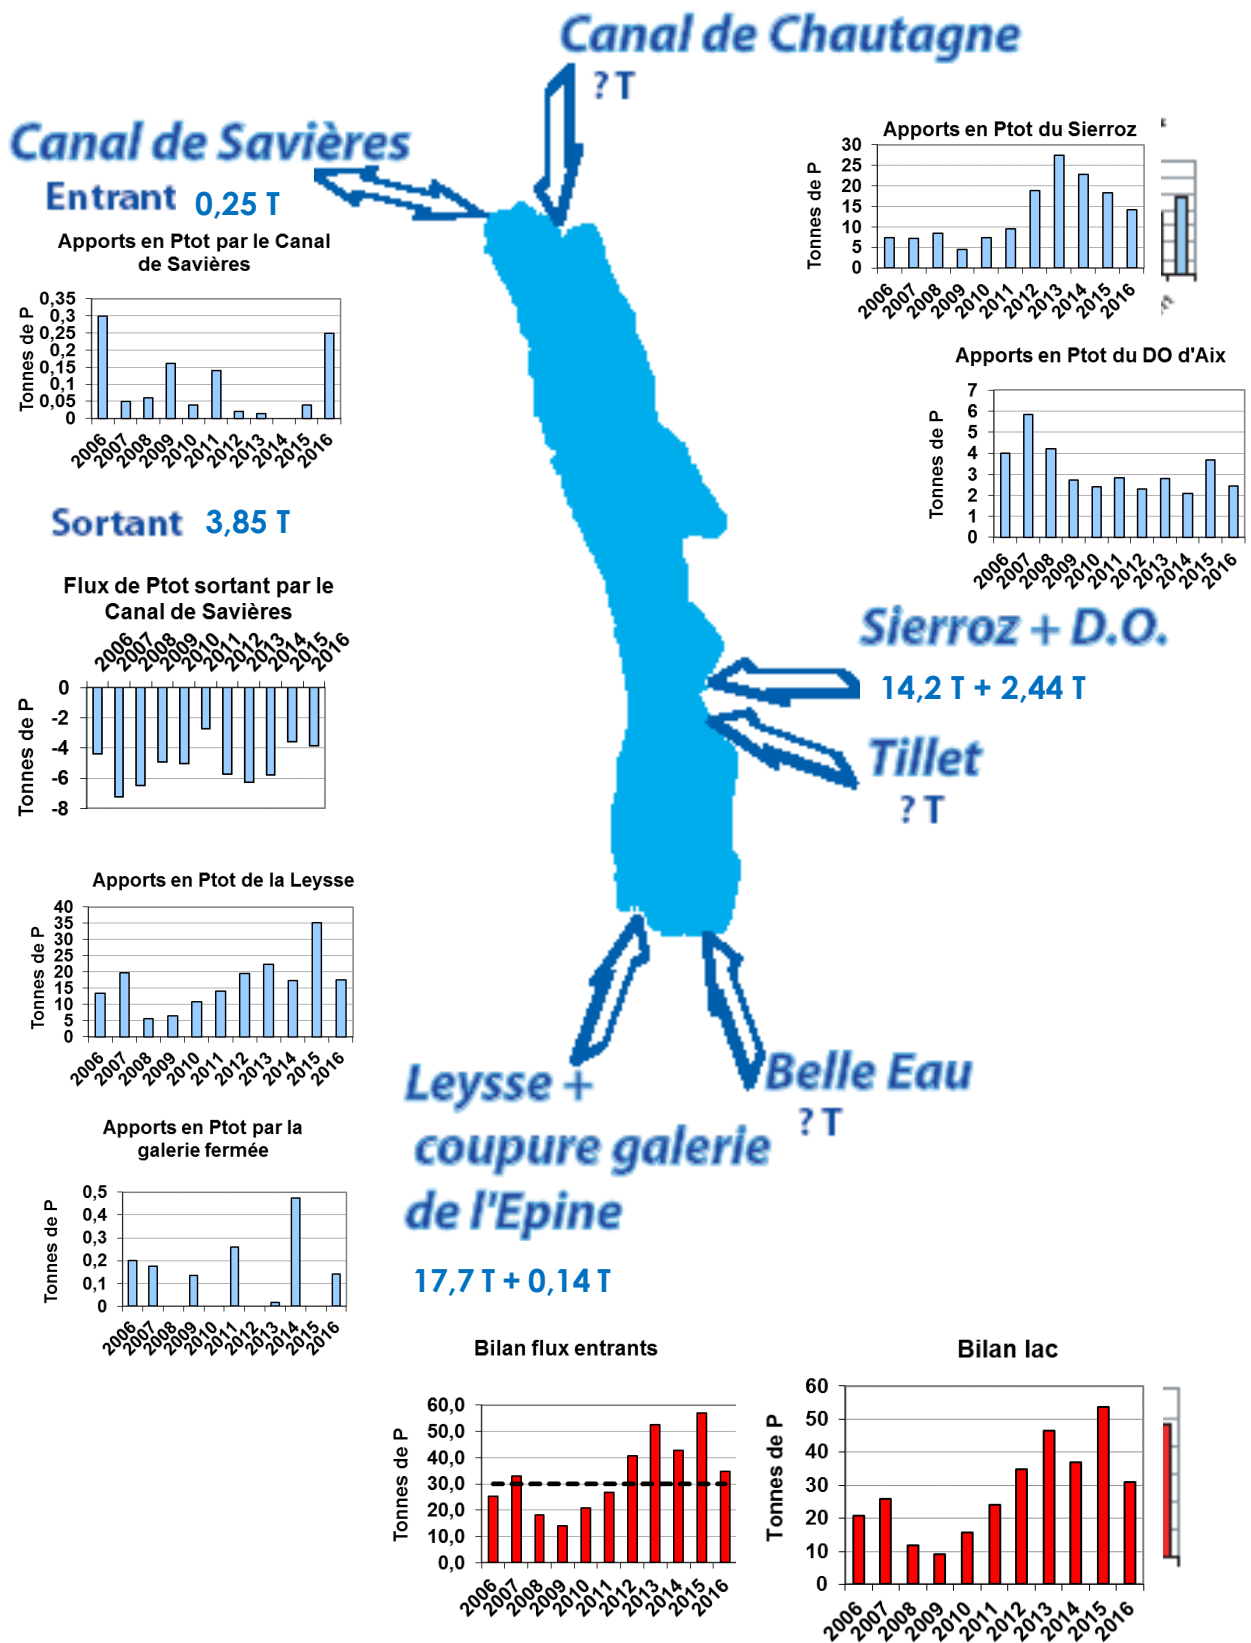 Canal de Chautagne
? T
Canal de Savières
Entrant 0,25 T
Apports en Ptot par le Canal
de Savières
Tonnes de P
0,35
0,3
0,25
0,2
0,15
0,1
0,05
0
2006 2007 2008 2009 2010 2011 2012 2013 2014 2015 2016
Apports en Ptot du Sierroz
Tonnes de P
30
25
20
15
10
5
0
2006 2007 2008 2009 2010 2011 2012 2013 2014 2015 2016
Apports en Ptot du DO d'Aix
Tonnes de P
7
6
5
4
3
2
1
0
2006 2007 2008 2009 2010 2011 2012 2013 2014 2015 2016
Sortant 3,85 T
Flux de Ptot sortant par le
Canal de Savières
2006 2007 2008 2009 2010 2011 2012 2013 2014 2015 2016
Tonnes de P
0
-2
-4
-6
-8
Sierroz + D.O.
14,2 T + 2,44 T
Tillet
? T
Apports en Ptot de la Leysse
Tonnes de P
40
35
30
25
20
15
10
5
0
2006 2007 2008 2009 2010 2011 2012 2013 2014 2015 2016
Leysse +
coupure galerie
de l'Epine
17,7 T + 0,14 T
Belle Eau
? T
Apports en Ptot par la
galerie fermée
Tonnes de P
0,5
0,4
0,3
0,2
0,1
0
2006 2007 2008 2009 2010 2011 2012 2013 2014 2015 2016
Bilan flux entrants
Tonnes de P
60,0
50,0
40,0
30,0
20,0
10,0
0,0
2006 2007 2008 2009 2010 2011 2012 2013 2014 2015 2016
Bilan lac
Tonnes de P
60
50
40
30
20
10
0
2006 2007 2008 2009 2010 2011 2012 2013 2014 2015 2016